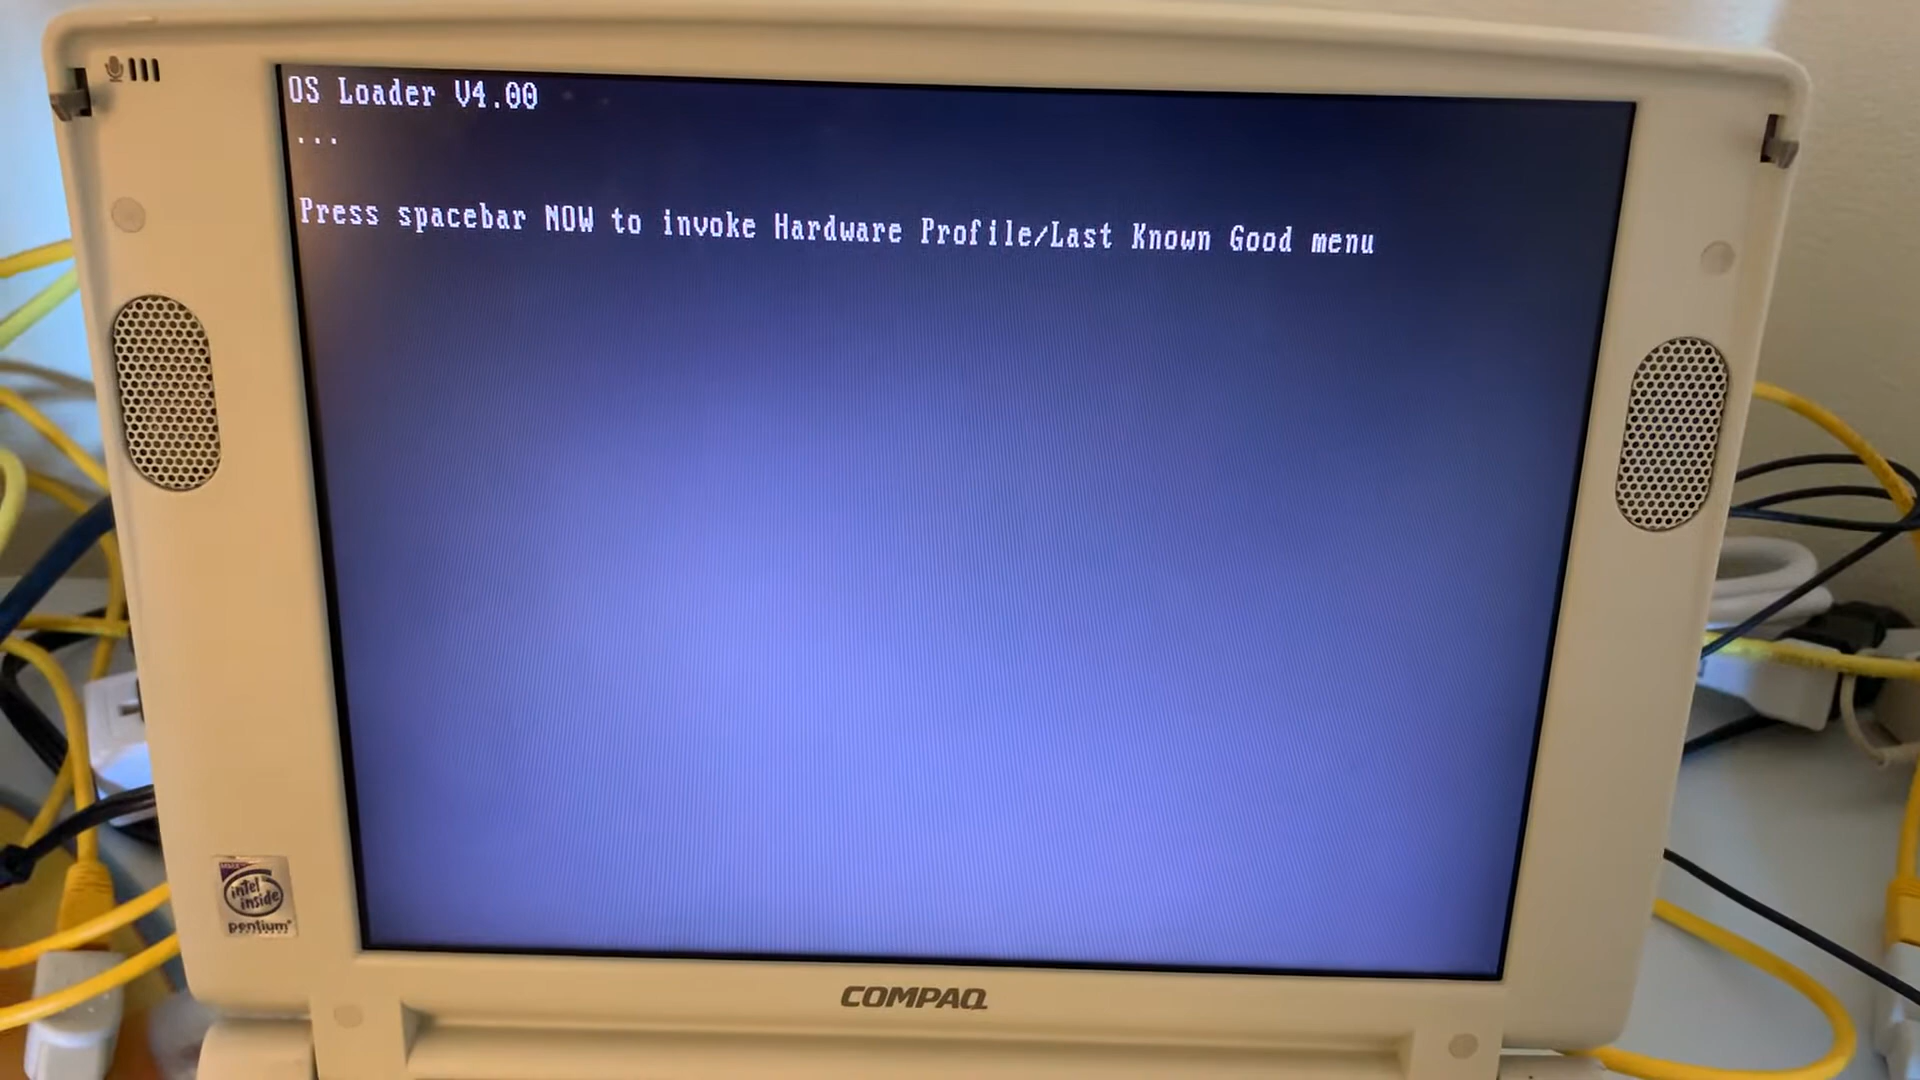 OS Loader V4.00
...
Press spacebar NOW to invoke Hardware Profile/Last Known Good menu
intel
inside
pentium
COMPAQ